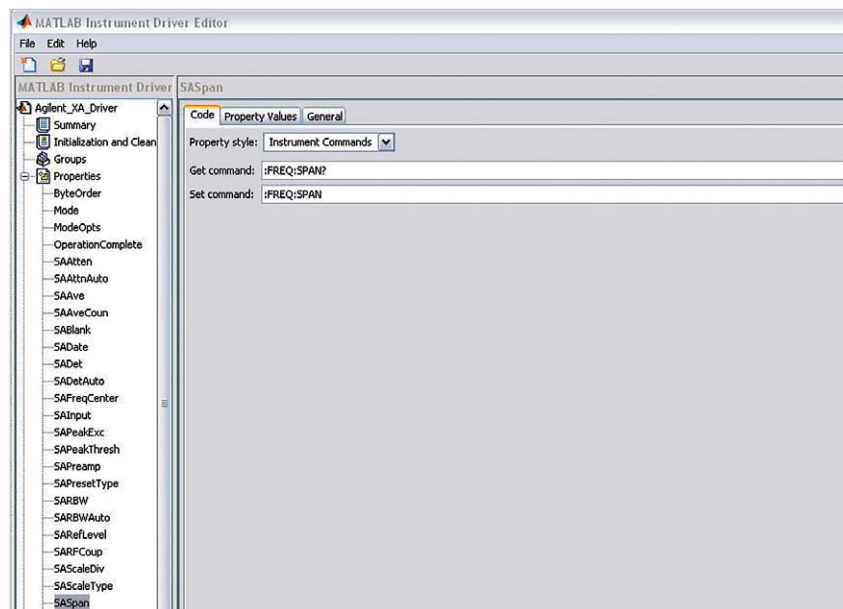 MATLAB Instrument Driver Editor
File Edit Help
MATLAB Instrument Driver
SASpan
Agilent_XA_Driver
Summary
Initialization and Clean
Groups
Properties
ByteOrder
Mode
ModeOpts
OperationComplete
SAAtten
SAAttnAuto
SAAve
SAAveCoun
SABlank
SADate
SADet
SADetAuto
SAFreqCenter
SAInput
SAPeakExc
SAPeakThresh
SAPreamp
SAPresetType
SARBW
SARBWAuto
SARefLevel
SARFCoup
SAScaleDiv
SAScaleType
SASpan
Code Property Values General
Property style: Instrument Commands
Get command: :FREQ:SPAN?
Set command: :FREQ:SPAN